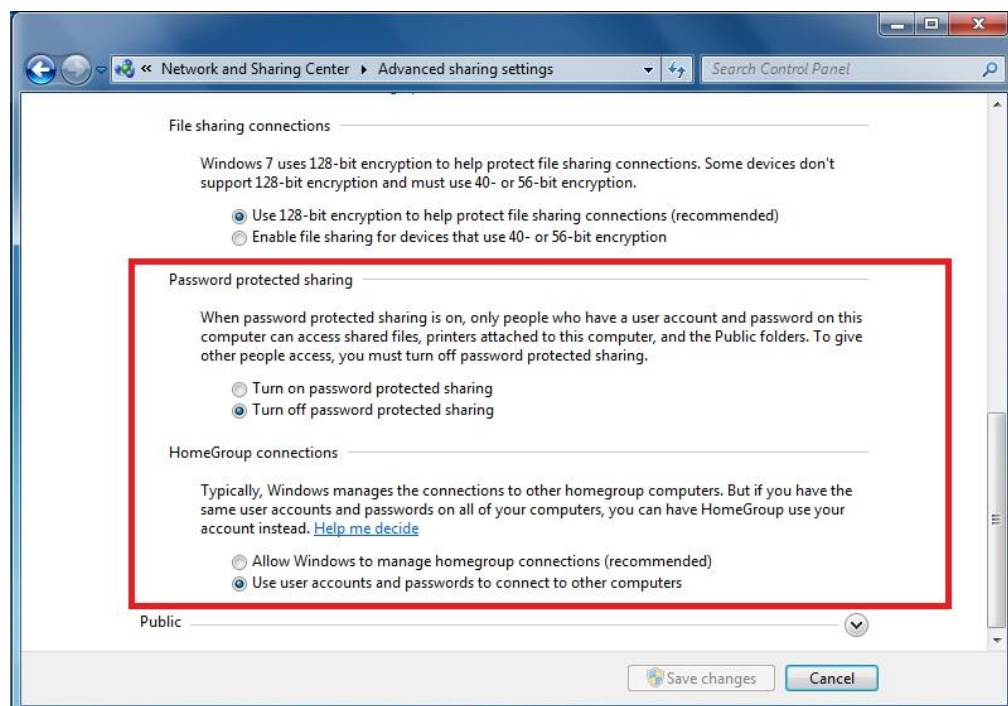 « Network and Sharing Center ▸ Advanced sharing settings
Search Control Panel
File sharing connections
Windows 7 uses 128-bit encryption to help protect file sharing connections. Some devices don't
support 128-bit encryption and must use 40- or 56-bit encryption.
Use 128-bit encryption to help protect file sharing connections (recommended)
Enable file sharing for devices that use 40- or 56-bit encryption
Password protected sharing
When password protected sharing is on, only people who have a user account and password on this
computer can access shared files, printers attached to this computer, and the Public folders. To give
other people access, you must turn off password protected sharing.
Turn on password protected sharing
Turn off password protected sharing
HomeGroup connections
Typically, Windows manages the connections to other homegroup computers. But if you have the
same user accounts and passwords on all of your computers, you can have HomeGroup use your
account instead. Help me decide
Allow Windows to manage homegroup connections (recommended)
Use user accounts and passwords to connect to other computers
Public
Save changes
Cancel